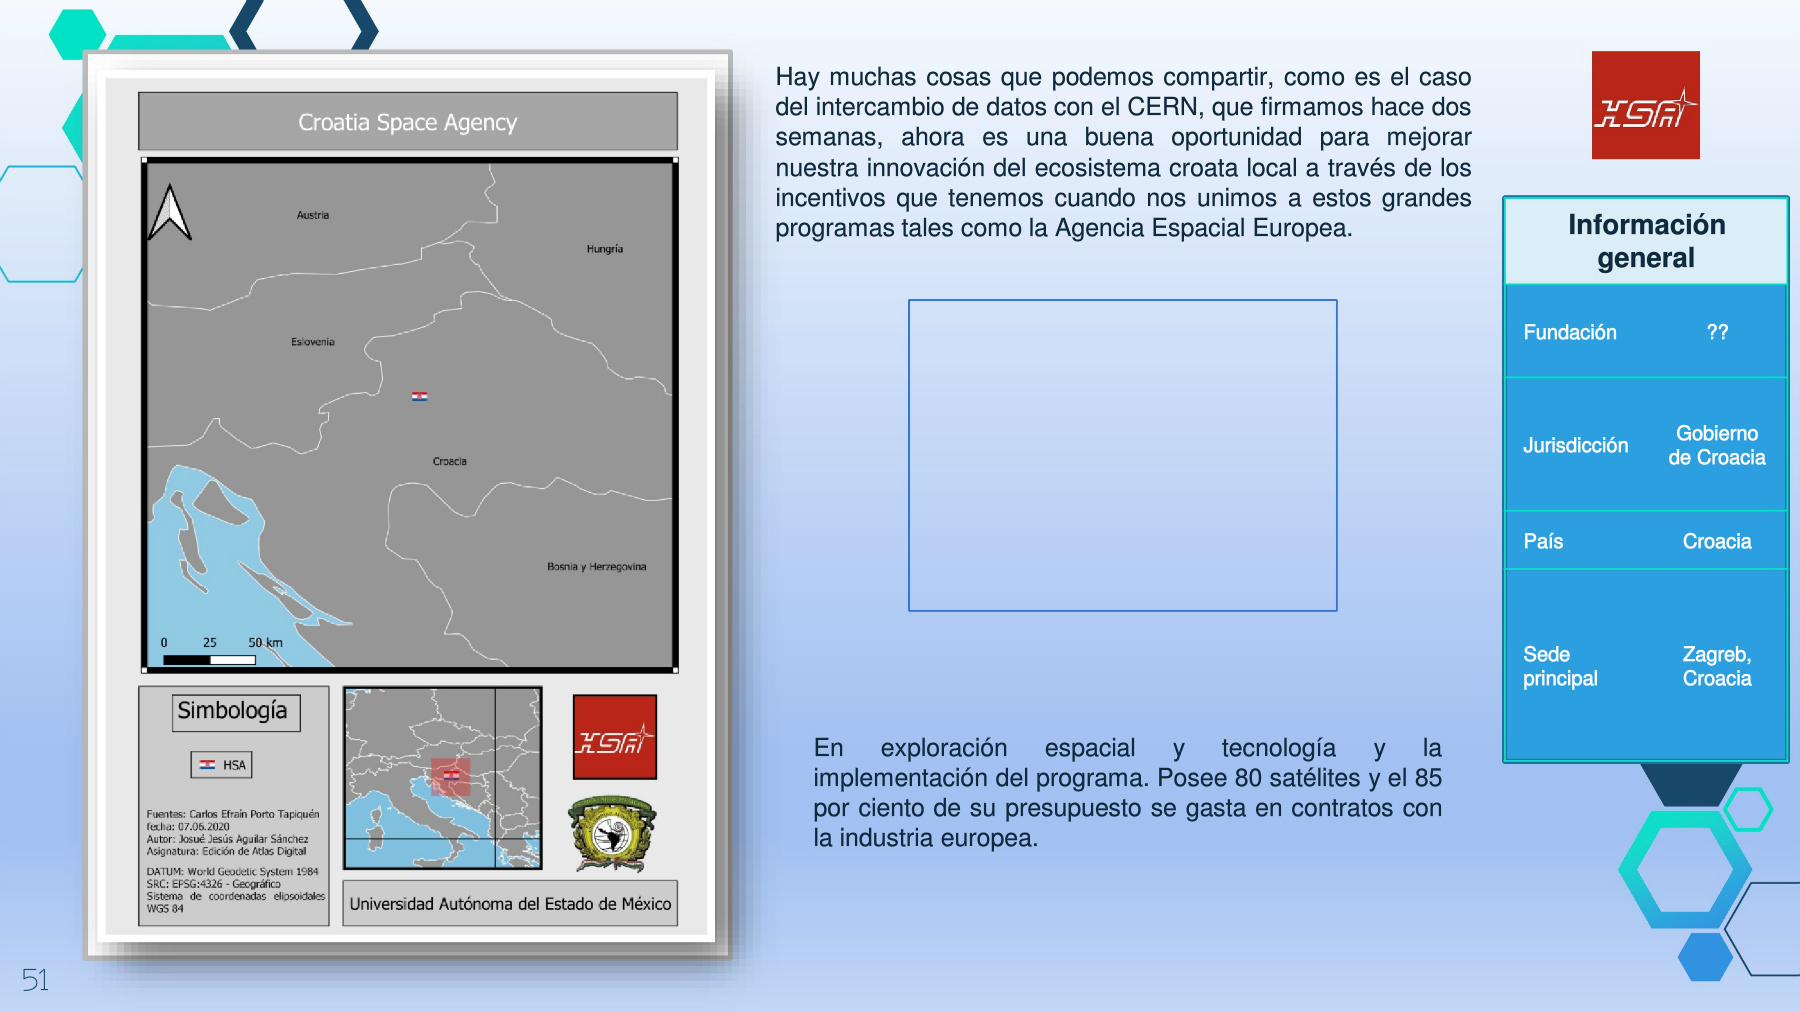 Croatia Space Agency
Austria
Hungría
Eslovenia
Croacia
Bosnia y Herzegovina
0 25 50 km
Simbología
HSA
Fuentes: Carlos Efraín Porto Tapiquén
fecha: 07.06.2020
Autor: Josué Jesús Aguilar Sánchez
Asignatura: Edición de Atlas Digital
DATUM: World Geodetic System 1984
SRC: EPSG:4326 - Geográfico
Sistema de coordenadas elipsoidales
WGS 84
HSA
Universidad Autónoma del Estado de México
Hay muchas cosas que podemos compartir, como es el caso
del intercambio de datos con el CERN, que firmamos hace dos
semanas, ahora es una buena oportunidad para mejorar
nuestra innovación del ecosistema croata local a través de los
incentivos que tenemos cuando nos unimos a estos grandes
programas tales como la Agencia Espacial Europea.
En exploración espacial y tecnología y la
implementación del programa. Posee 80 satélites y el 85
por ciento de su presupuesto se gasta en contratos con
la industria europea.
HSA
Información
general
Fundación ??
Jurisdicción Gobierno
de Croacia
País Croacia
Sede
principal
Zagreb,
Croacia
51